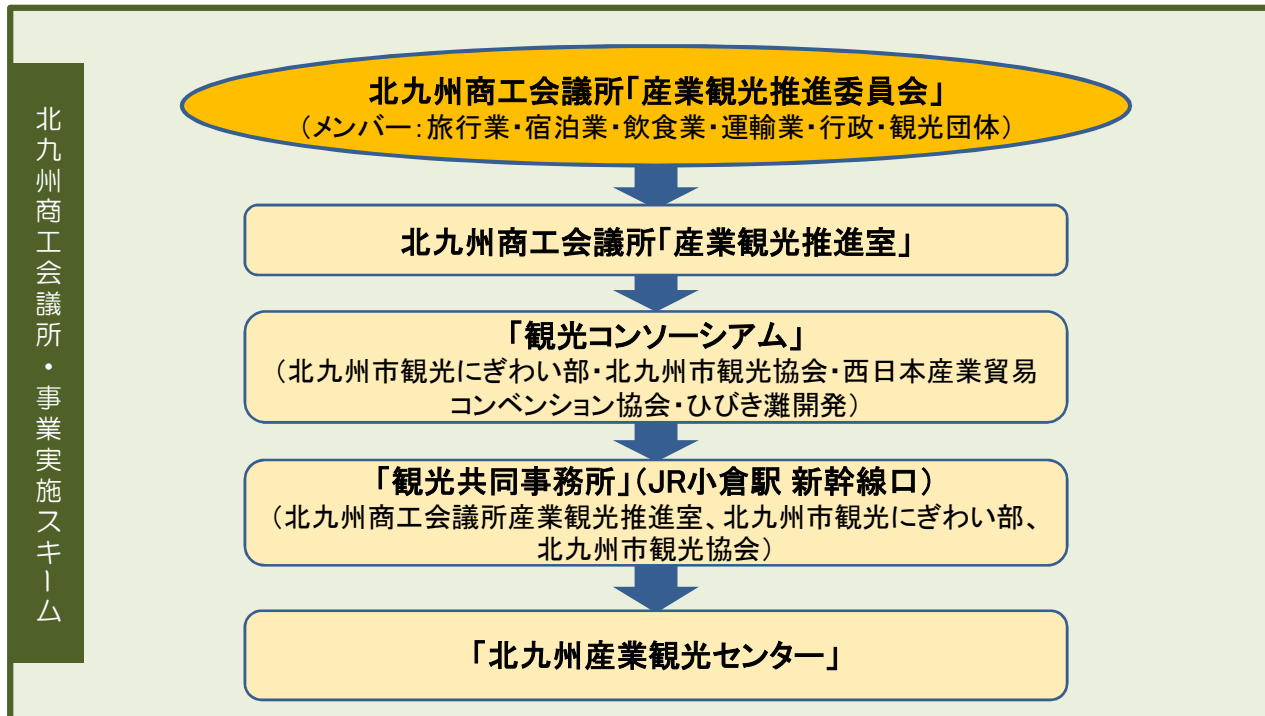 北九州商工会議所・事業実施スキーム
北九州商工会議所「産業観光推進委員会」
（メンバー：旅行業・宿泊業・飲食業・運輸業・行政・観光団体）
北九州商工会議所「産業観光推進室」
「観光コンソーシアム」
（北九州市観光にぎわい部・北九州市観光協会・西日本産業貿易
コンベンション協会・ひびき灘開発）
「観光共同事務所」（JR小倉駅 新幹線口）
（北九州商工会議所産業観光推進室、北九州市観光にぎわい部、
北九州市観光協会）
「北九州産業観光センター」